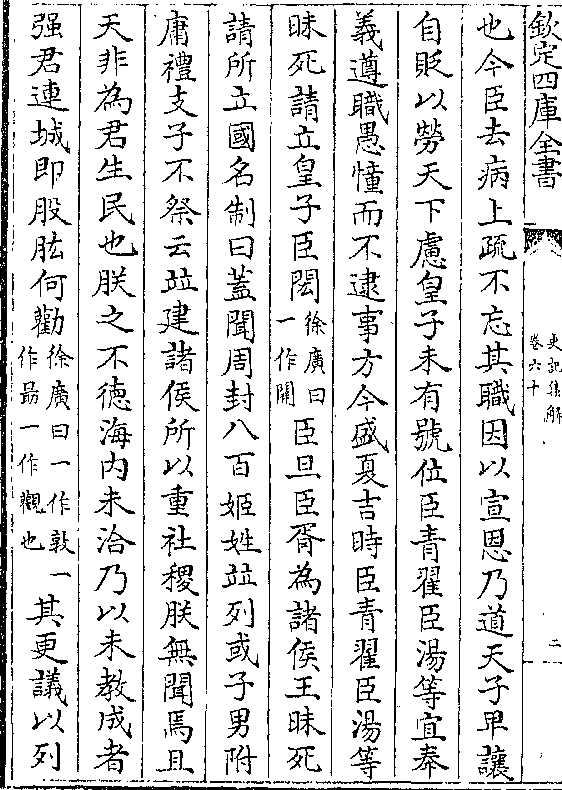 欽定四庫全書
史記集解
卷六十
二
也今臣去病上疏不忘其職因以宣恩乃道天子卑讓
自貶以勞天下慮皇子未有號位臣青翟臣湯等宜奉
義遵職愚憧而不逮事方今盛夏吉時臣青翟臣湯等
昧死請立皇子臣閎徐廣曰一作開臣旦臣胥為諸侯王昧死
請所立國名制曰蓋聞周封八百姬姓並列或子男附
庸禮支子不祭云並建諸侯所以重社稷朕無聞焉且
天非為君生民也朕之不德海内未洽乃以未教成者
强君連城即股肱何勸徐廣曰一作敦一作勗一作觀也其更議以列